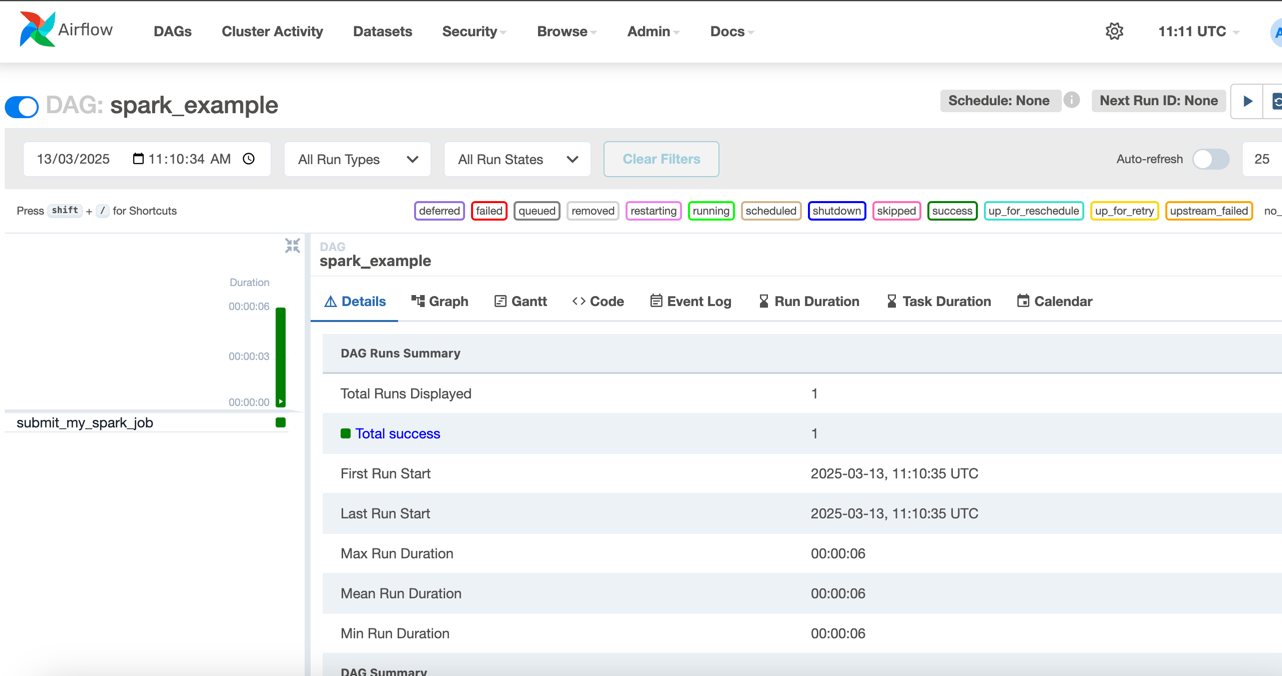 Airflow DAGs Cluster Activity Datasets Security Browse Admin Docs 11:11 UTC
DAG: spark_example Schedule: None i Next Run ID: None
13/03/2025 11:10:34 AM All Run Types All Run States Clear Filters Auto-refresh 25
Press shift + / for Shortcuts deferred failed queued removed restarting running scheduled shutdown skipped success up_for_reschedule up_for_retry upstream_failed no_
DAG
spark_example
Duration
00:00:06
00:00:03
00:00:00
submit_my_spark_job
Details Graph Gantt Code Event Log Run Duration Task Duration Calendar
DAG Runs Summary
Total Runs Displayed 1
Total success 1
First Run Start 2025-03-13, 11:10:35 UTC
Last Run Start 2025-03-13, 11:10:35 UTC
Max Run Duration 00:00:06
Mean Run Duration 00:00:06
Min Run Duration 00:00:06
DAG Summary